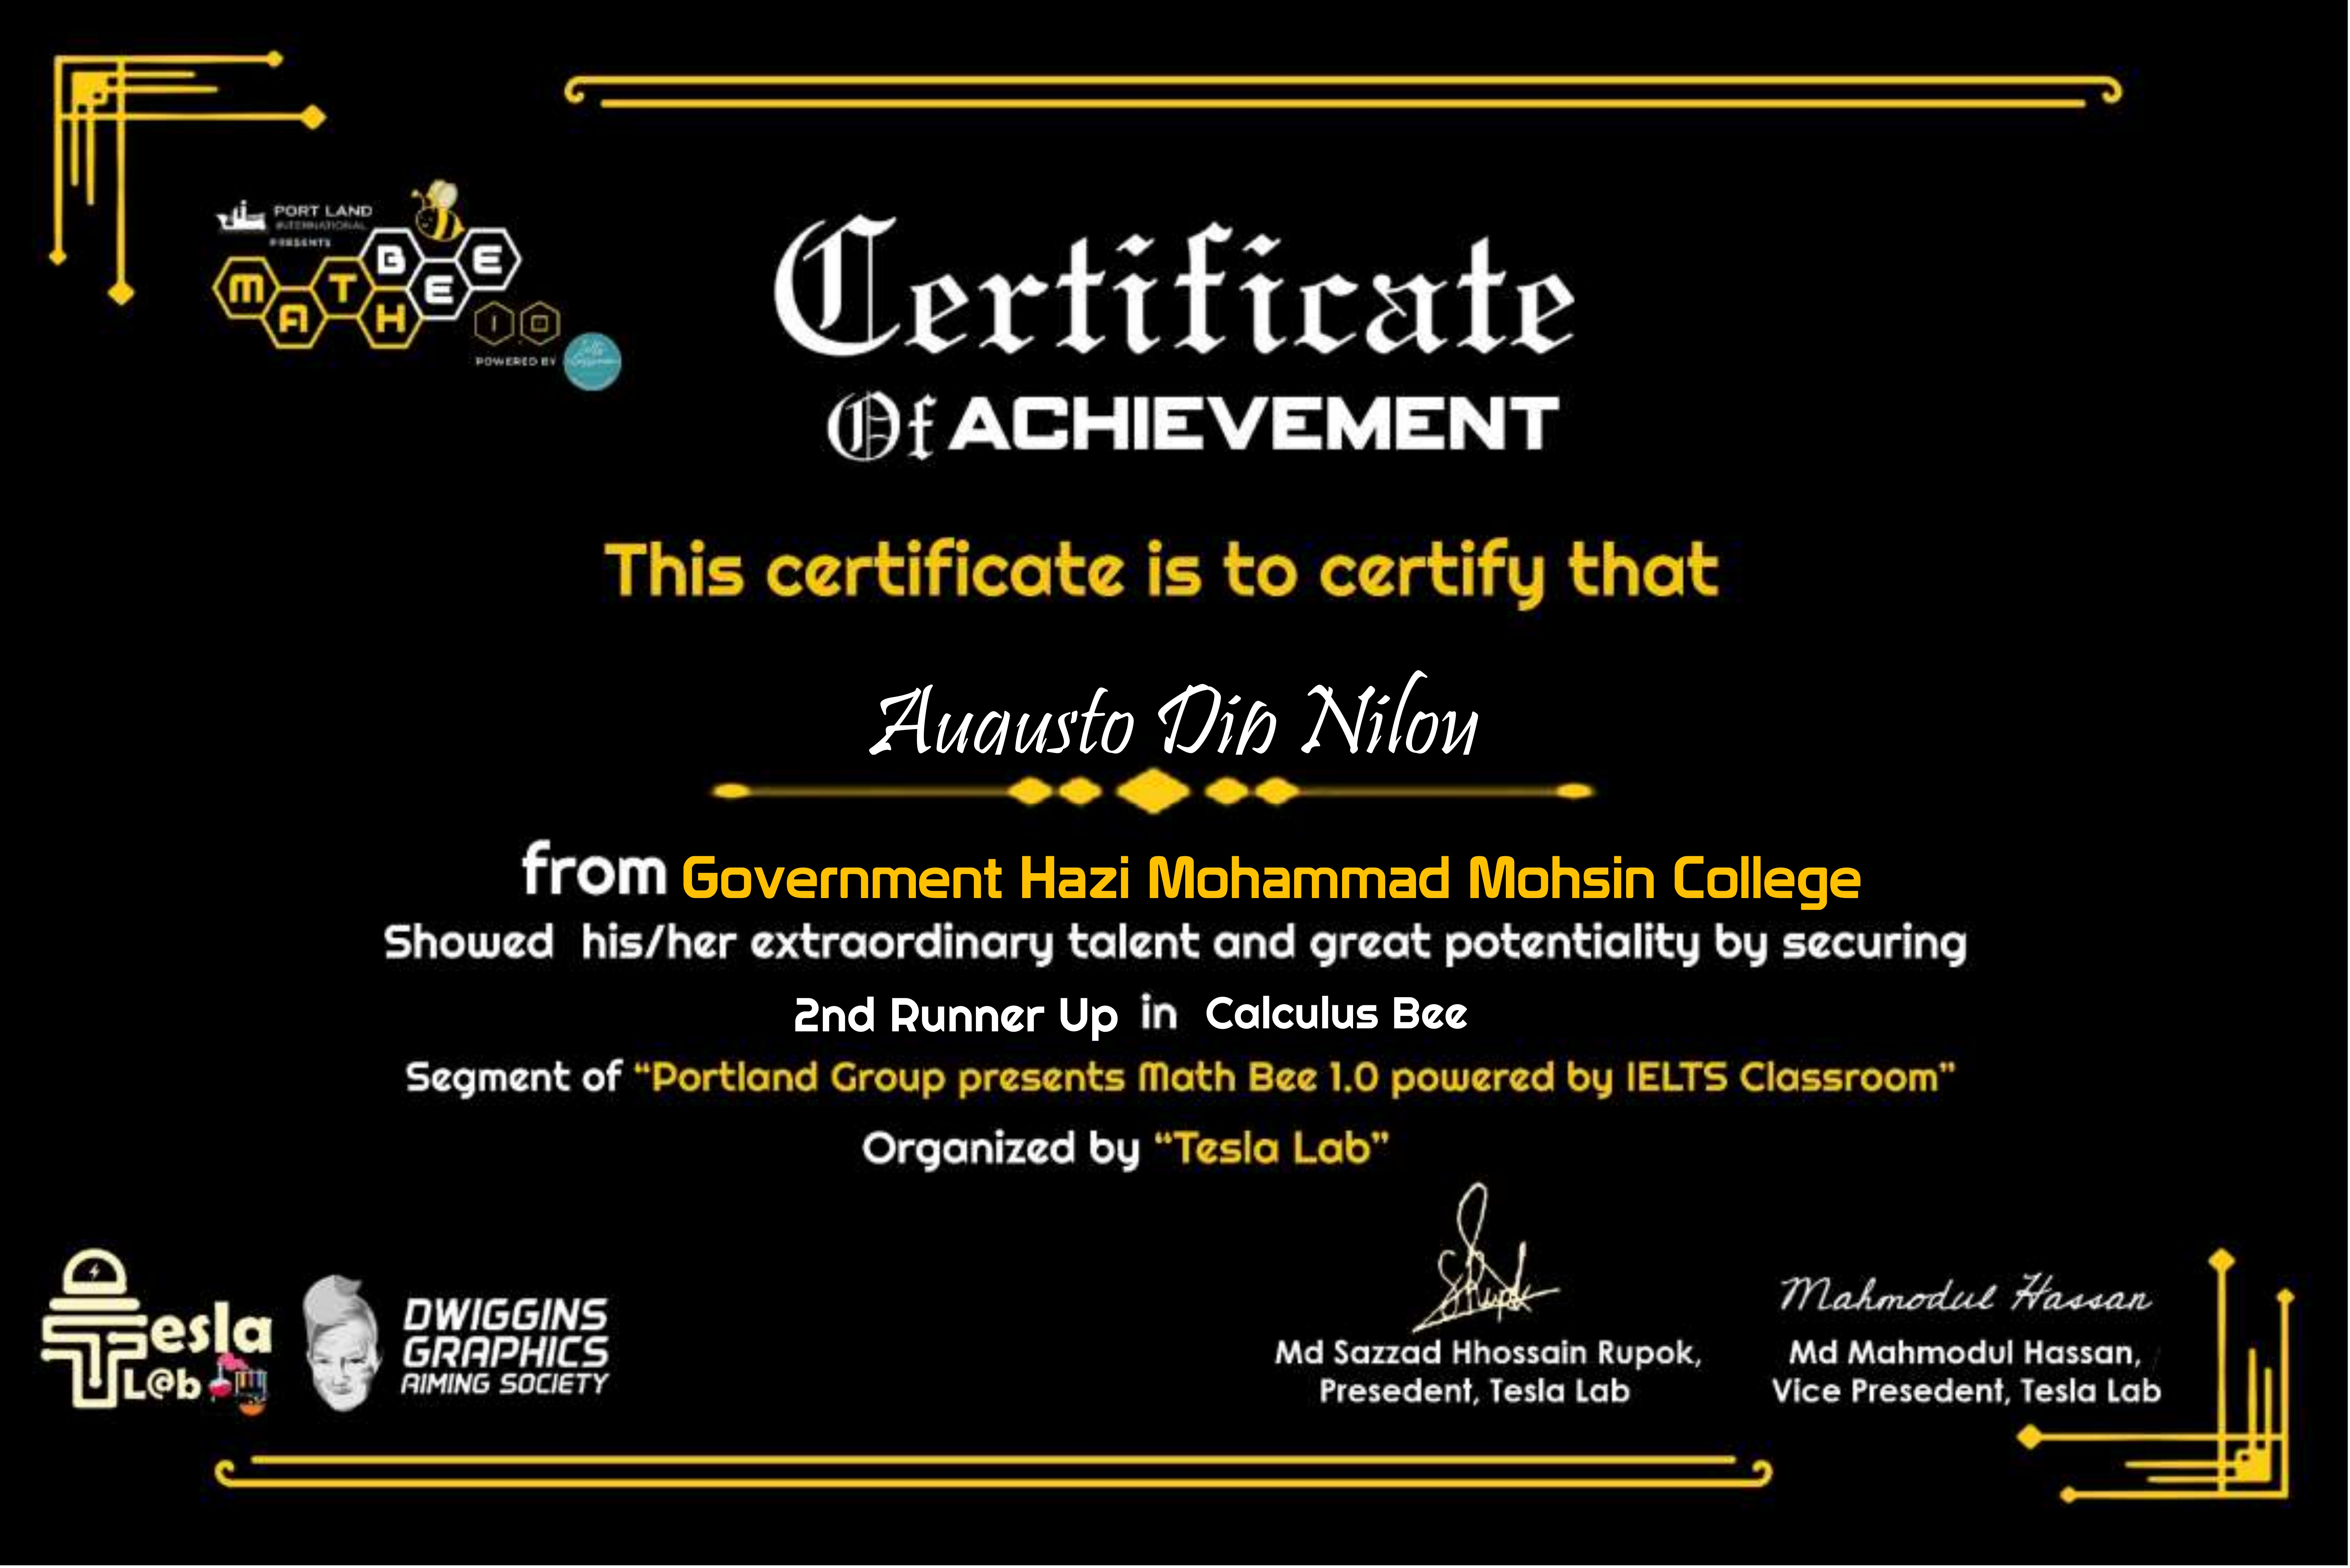 PORT LAND
INTERNATIONAL
PRESENTS
MATH BEE
1.0
POWERED BY
Certificate
Of ACHIEVEMENT
This certificate is to certify that
Augusto Dip Niloy
from Government Hazi Mohammad Mohsin College
Showed his/her extraordinary talent and great potentiality by securing
2nd Runner Up in Calculus Bee
Segment of “Portland Group presents Math Bee 1.0 powered by IELTS Classroom”
Organized by “Tesla Lab”
Tesla
L@b
DWIGGINS
GRAPHICS
AIMING SOCIETY
Md Sazzad Hhossain Rupok,
Presedent, Tesla Lab
Mahmodul Hassan
Md Mahmodul Hassan,
Vice Presedent, Tesla Lab